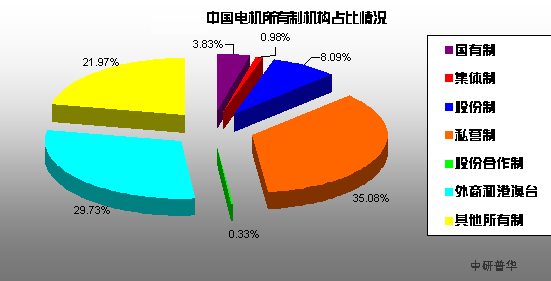 中国电机所有制机构占比情况
3.83%
0.98%
8.09%
21.97%
35.08%
29.73%
0.33%
国有制
集体制
股份制
私营制
股份合作制
外商和港澳台
其他所有制
中研普华